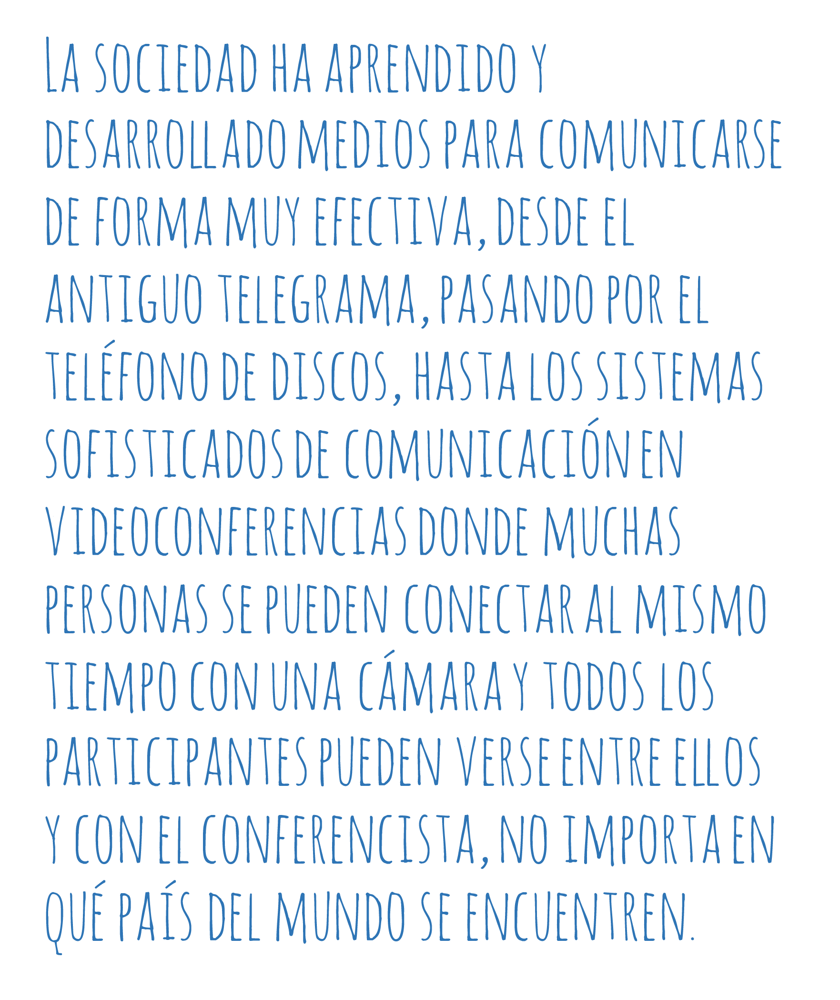 La sociedad ha aprendido y
desarrollado medios para comunicarse
de forma muy efectiva, desde el
antiguo telegrama, pasando por el
teléfono de discos, hasta los sistemas
sofisticados de comunicación en
videoconferencias donde muchas
personas se pueden conectar al mismo
tiempo con una cámara y todos los
participantes pueden verse entre ellos
y con el conferencista, no importa en
qué país del mundo se encuentren.